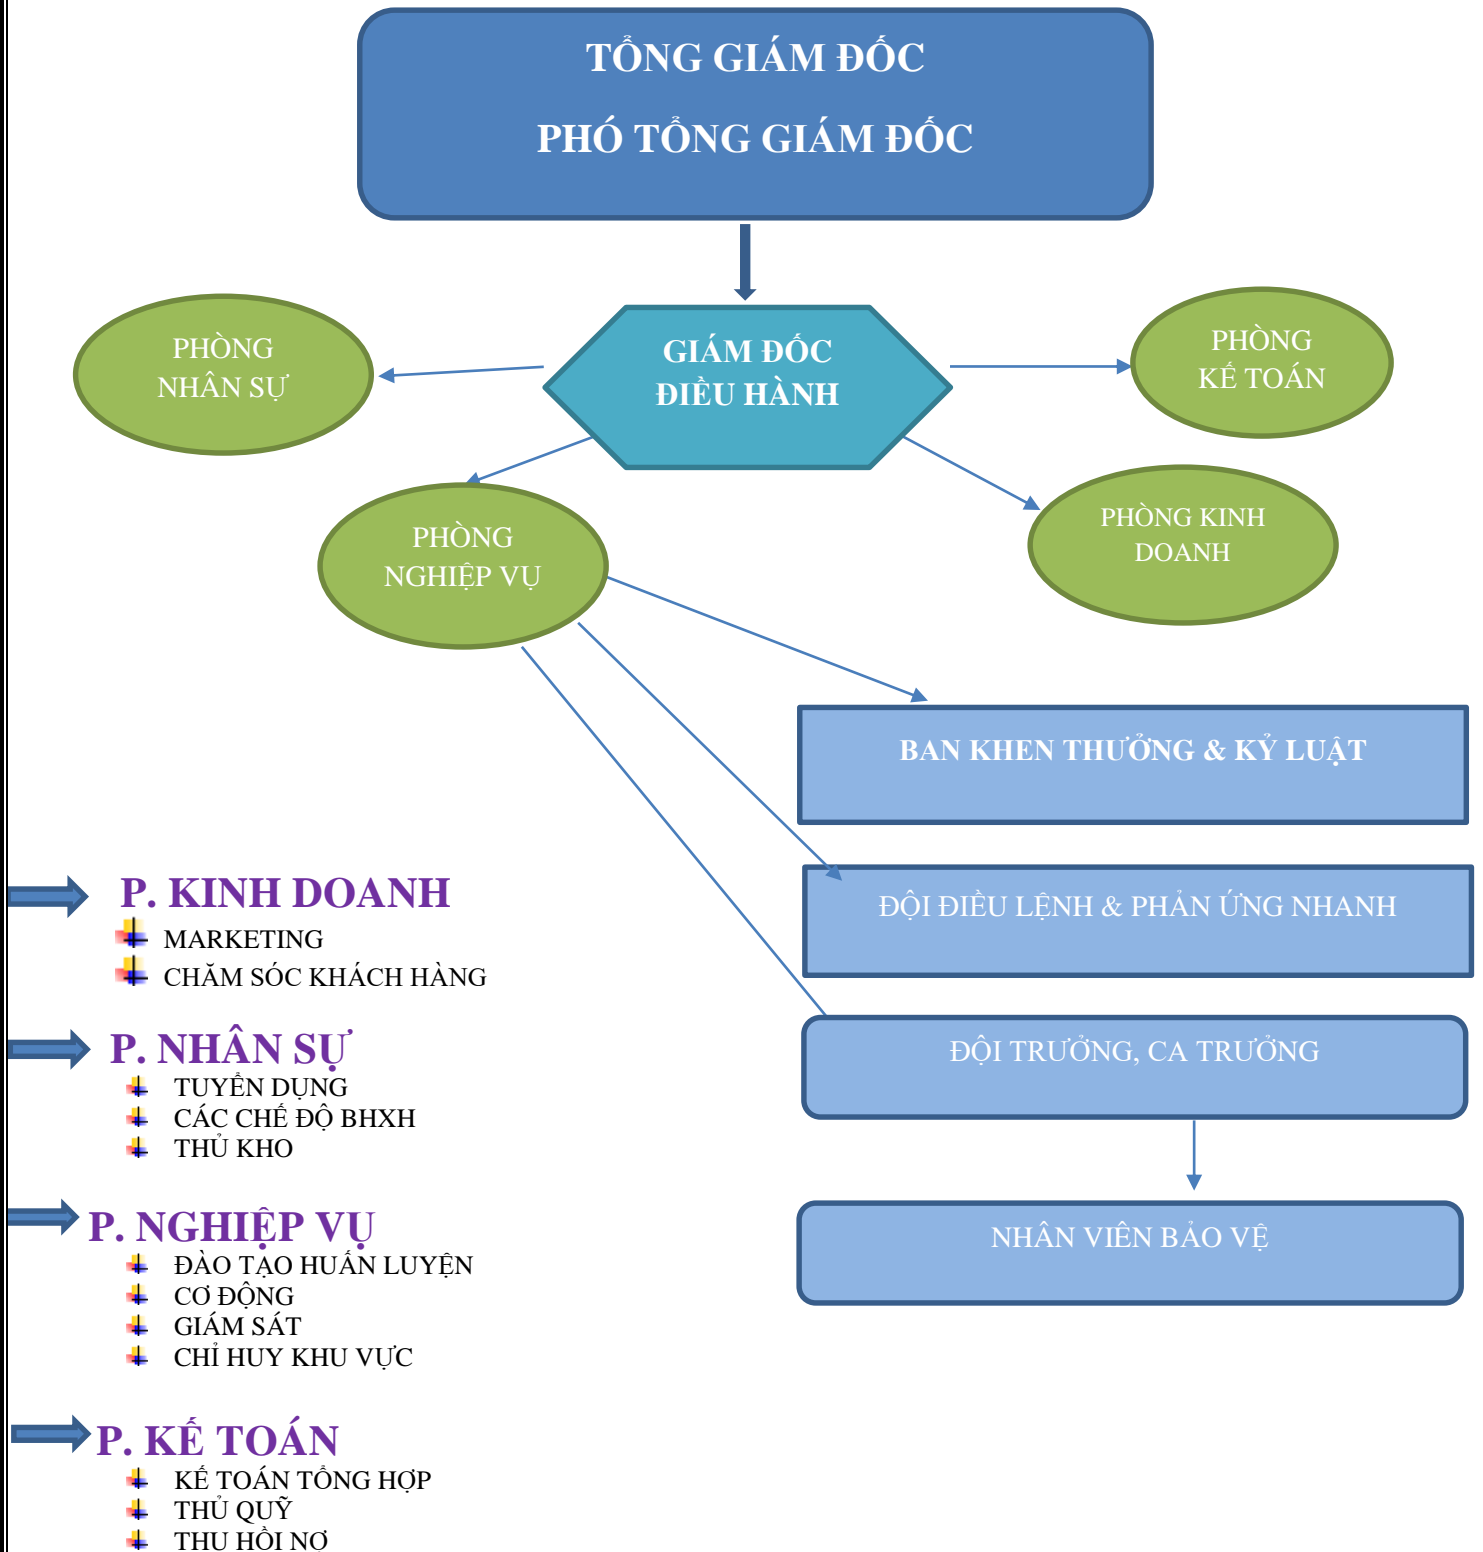 TỔNG GIÁM ĐỐC
PHÓ TỔNG GIÁM ĐỐC
PHÒNG
NHÂN SỰ
GIÁM ĐỐC
ĐIỀU HÀNH
PHÒNG
KẾ TOÁN
PHÒNG
NGHIỆP VỤ
PHÒNG KINH
DOANH
BAN KHEN THƯỞNG & KỶ LUẬT
ĐỘI ĐIỀU LỆNH & PHẢN ỨNG NHANH
ĐỘI TRƯỞNG, CA TRƯỞNG
NHÂN VIÊN BẢO VỆ
P. KINH DOANH
MARKETING
CHĂM SÓC KHÁCH HÀNG
P. NHÂN SỰ
TUYỂN DỤNG
CÁC CHẾ ĐỘ BHXH
THỦ KHO
P. NGHIỆP VỤ
ĐÀO TẠO HUẤN LUYỆN
CƠ ĐỘNG
GIÁM SÁT
CHỈ HUY KHU VỰC
P. KẾ TOÁN
KẾ TOÁN TỔNG HỢP
THỦ QUỸ
THU HỒI NỢ